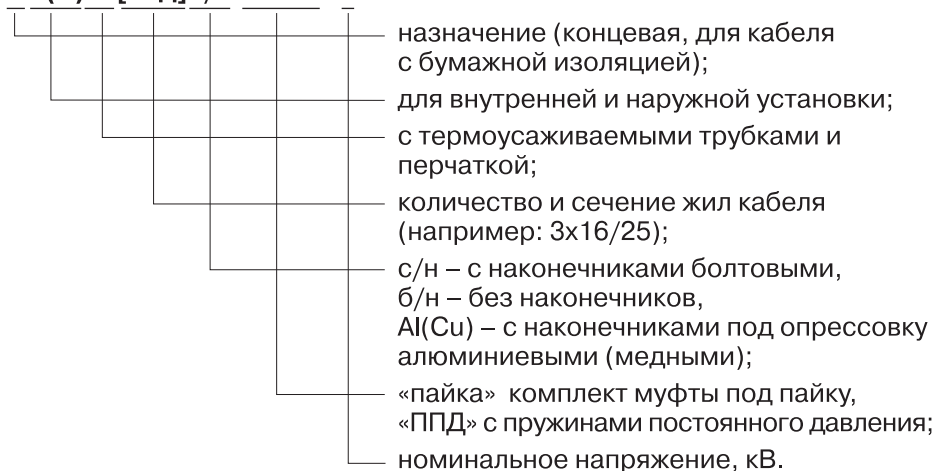 назначение (концевая, для кабеля
с бумажной изоляцией);
для внутренней и наружной установки;
с термоусаживаемыми трубками и
перчаткой;
количество и сечение жил кабеля
(например: 3х16/25);
с/н – с наконечниками болтовыми,
б/н – без наконечников,
Al(Cu) – с наконечниками под опрессовку
алюминиевыми (медными);
«пайка» комплект муфты под пайку,
«ППД» с пружинами постоянного давления;
номинальное напряжение, кВ.